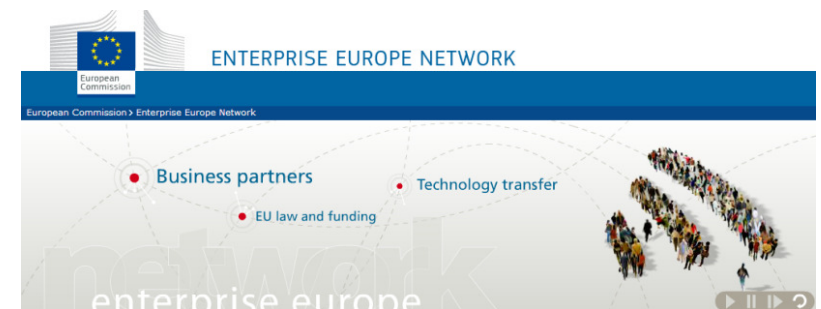 ENTERPRISE EUROPE NETWORK
European
Commission
European Commission > Enterprise Europe Network
Business partners
Technology transfer
EU law and funding
network
enterprise europe